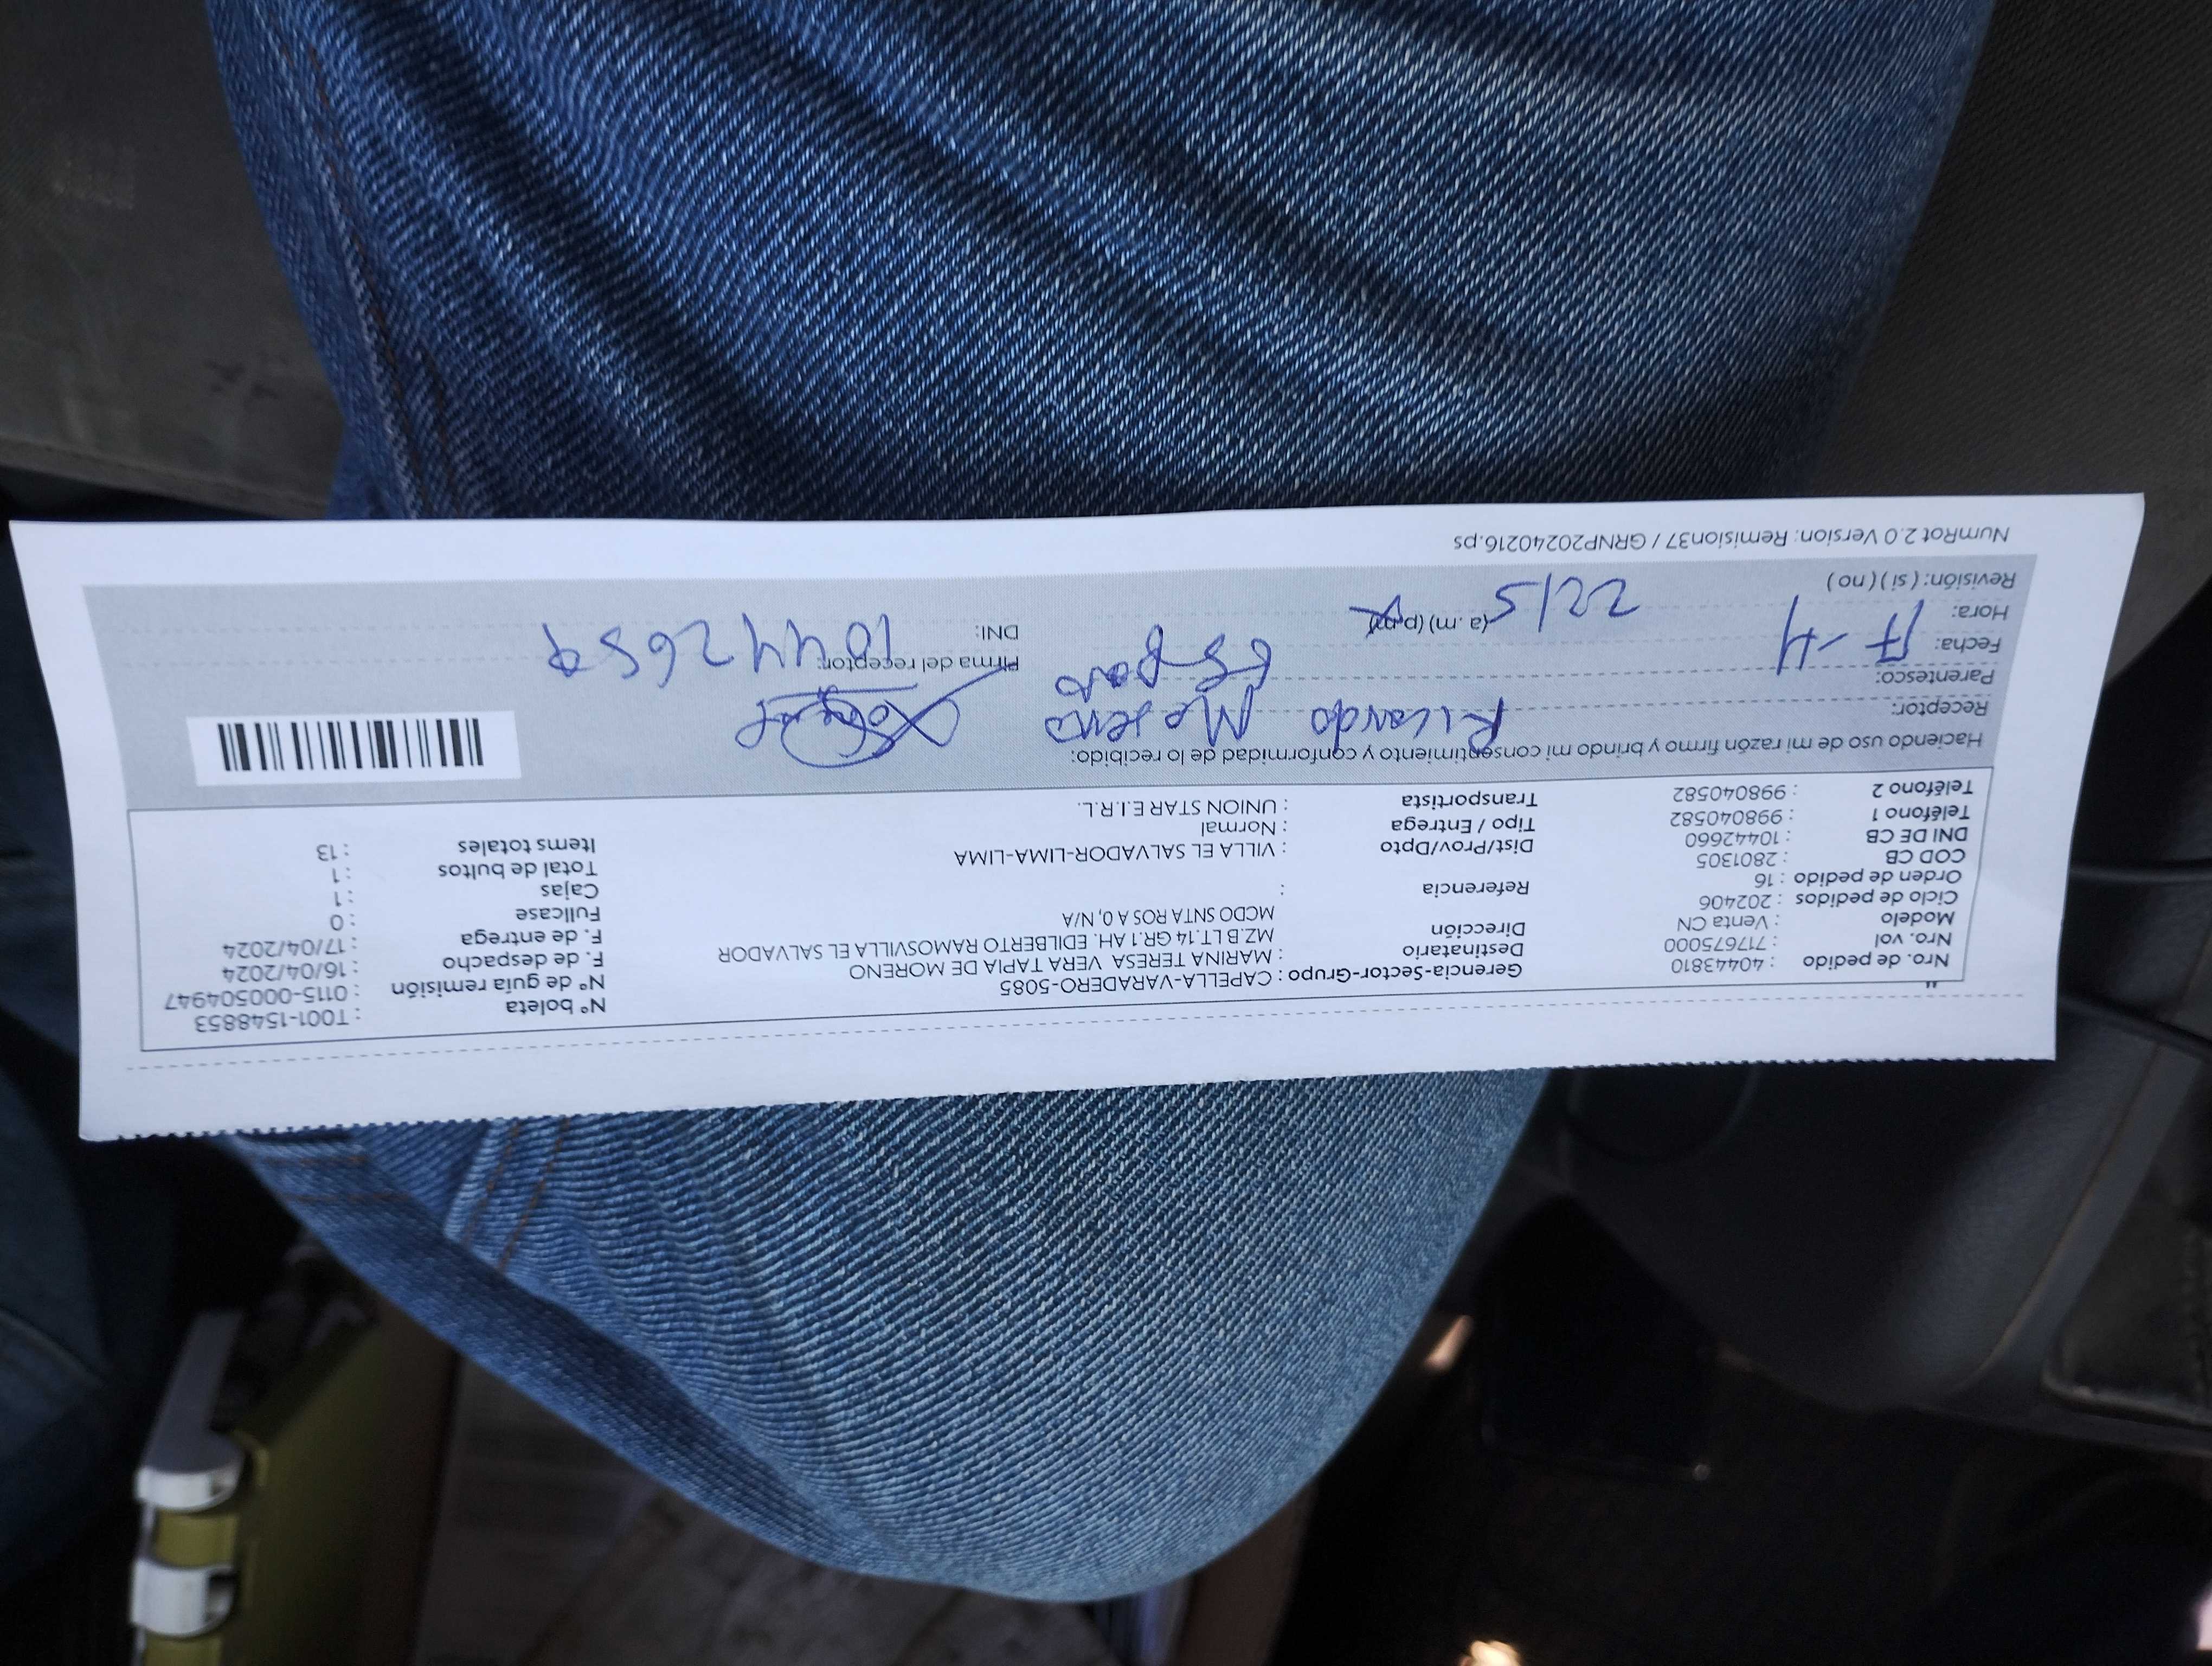 Nº boleta : T001-1548853
Nº de guía remisión : 0115-000504947
F. de despacho : 16/04/2024
F. de entrega : 17/04/2024
Fullcase : 0
Cajas : 1
Total de bultos : 1
Items totales : 13
Gerencia-Sector-Grupo : CAPELLA-VARADERO-5085
Destinatario : MARINA TERESA VERA TAPIA DE MORENO
Dirección MZ.B LT.14 GR.1 AH. EDILBERTO RAMOSVILLA EL SALVADOR
MCDO SNTA ROS A 0, N/A
Referencia :
Dist/Prov/Dpto : VILLA EL SALVADOR-LIMA-LIMA
Tipo / Entrega : Normal
Transportista : UNION STAR E.I.R.L.
Nro. de pedido : 40443810
Nro. vol : 717675000
Modelo : Venta CN
Ciclo de pedidos : 202406
Orden de pedido : 16
COD CB : 2801305
DNI DE CB : 10442660
Teléfono 1 : 998040582
Teléfono 2 : 998040582
Haciendo uso de mi razón firmo y brindo mi consentimiento y conformidad de lo recibido:
Receptor: Ricardo Moreno
Parentesco: esposo
Fecha: 17-4
Hora: (a. m) (p. m)
Revisión: ( si ) ( no )
Firma del receptor:
DNI: 10442659
NumRot 2.0 Version: Remision37 / GRNP20240216.ps